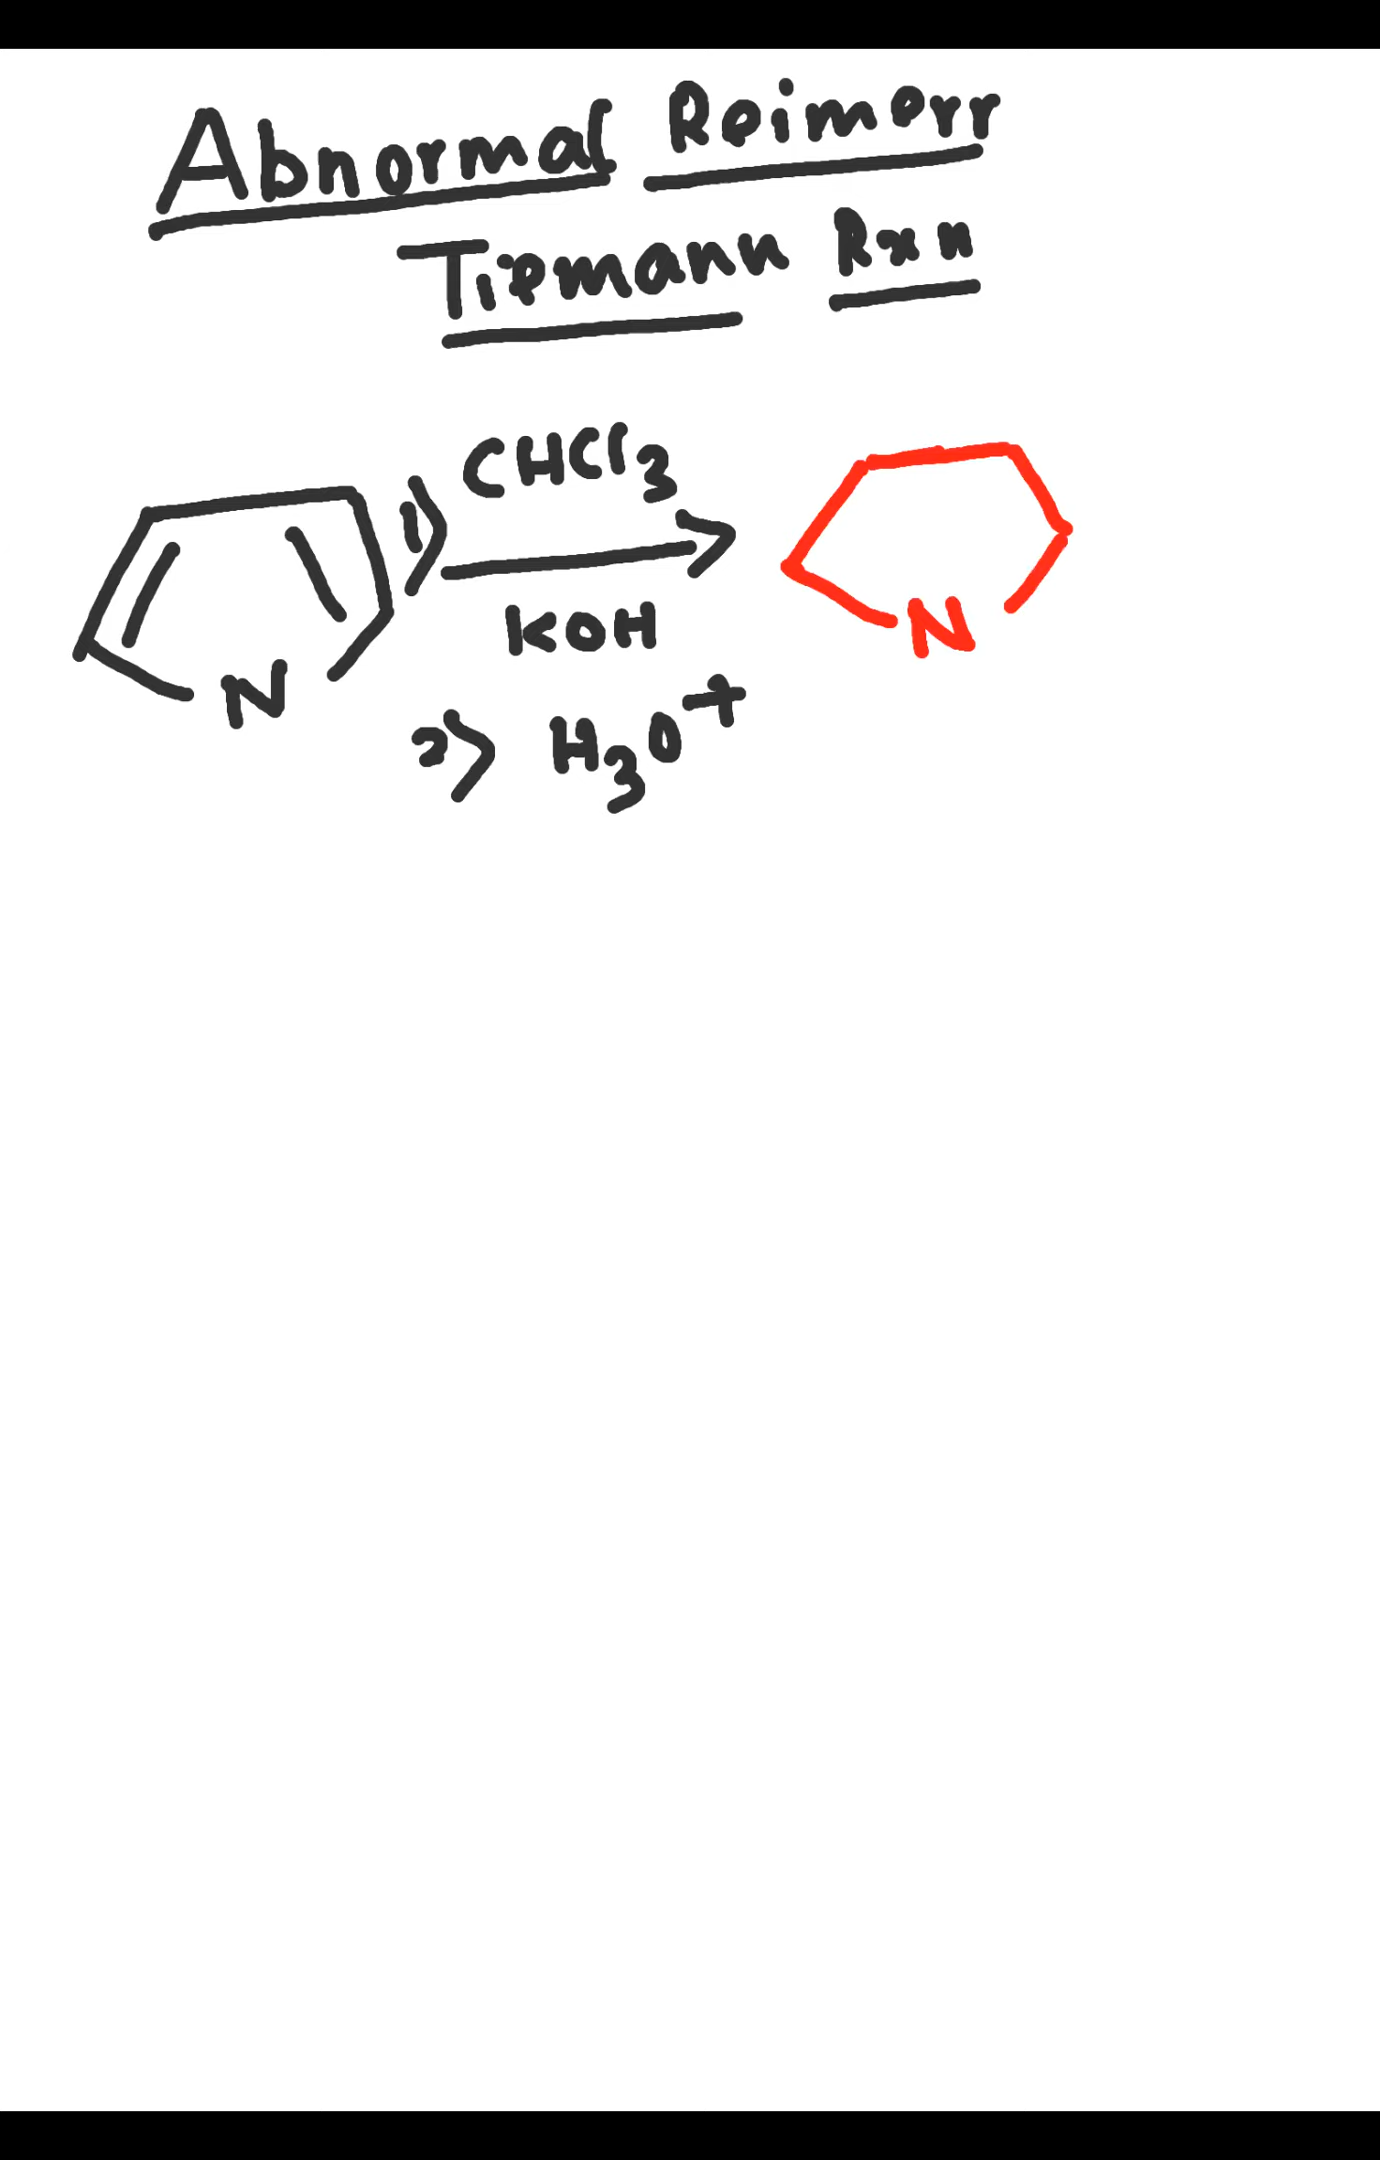 Abnormal Reimerr
Tiemann Rxn
1) CHCl3
KOH
N
N
2) H3O+